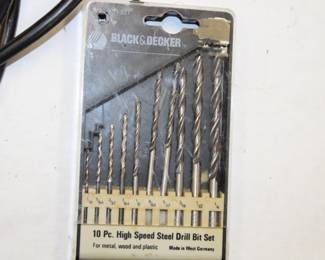 BLACK&DECKER
10 Pc. High Speed Steel Drill Bit Set
For metal, wood and plastic Made in West Germany